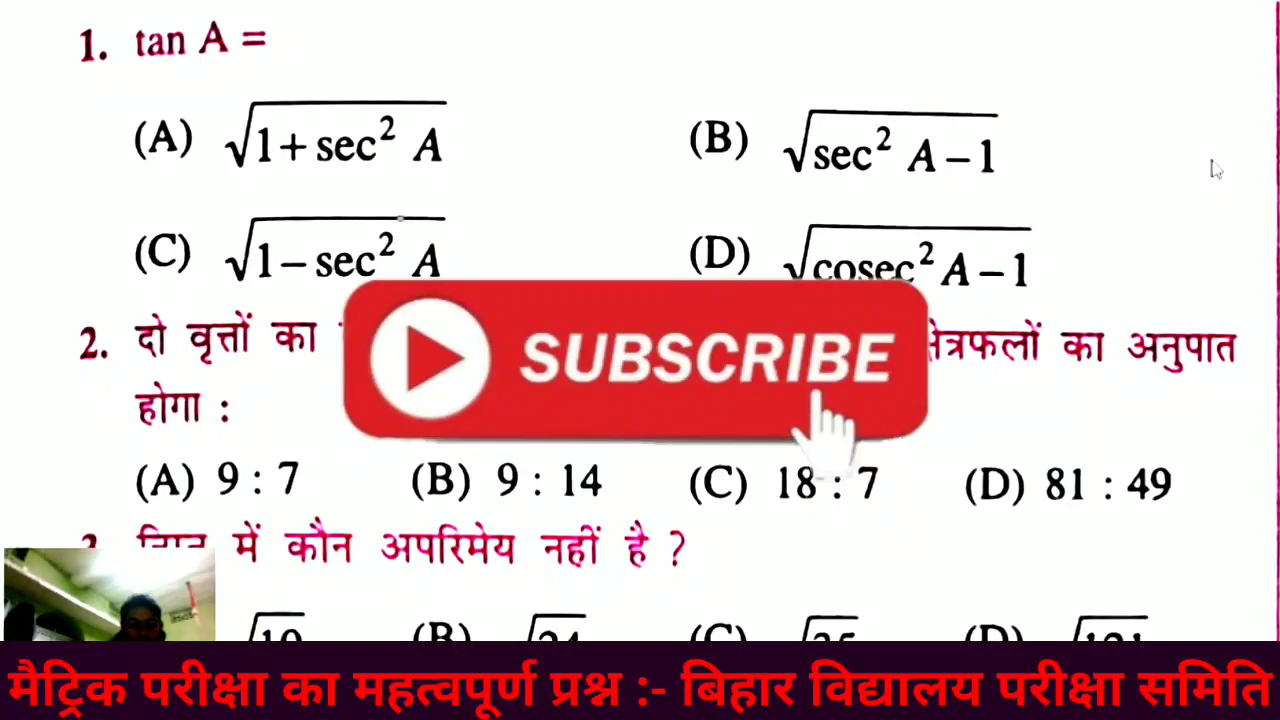 1. tan A =
(A) √1+ sec² A (B) √sec² A – 1
(C) √1– sec² A (D) √cosec² A – 1
2. दो वृत्तों का क्षेत्रफलों का अनुपात
SUBSCRIBE
होगा :
(A) 9 : 7 (B) 9 : 14 (C) 18 : 7 (D) 81 : 49
में कौन अपरिमेय नहीं है ?
(B) (C) (D)
मैट्रिक परीक्षा का महत्वपूर्ण प्रश्न :- बिहार विद्यालय परीक्षा समिति